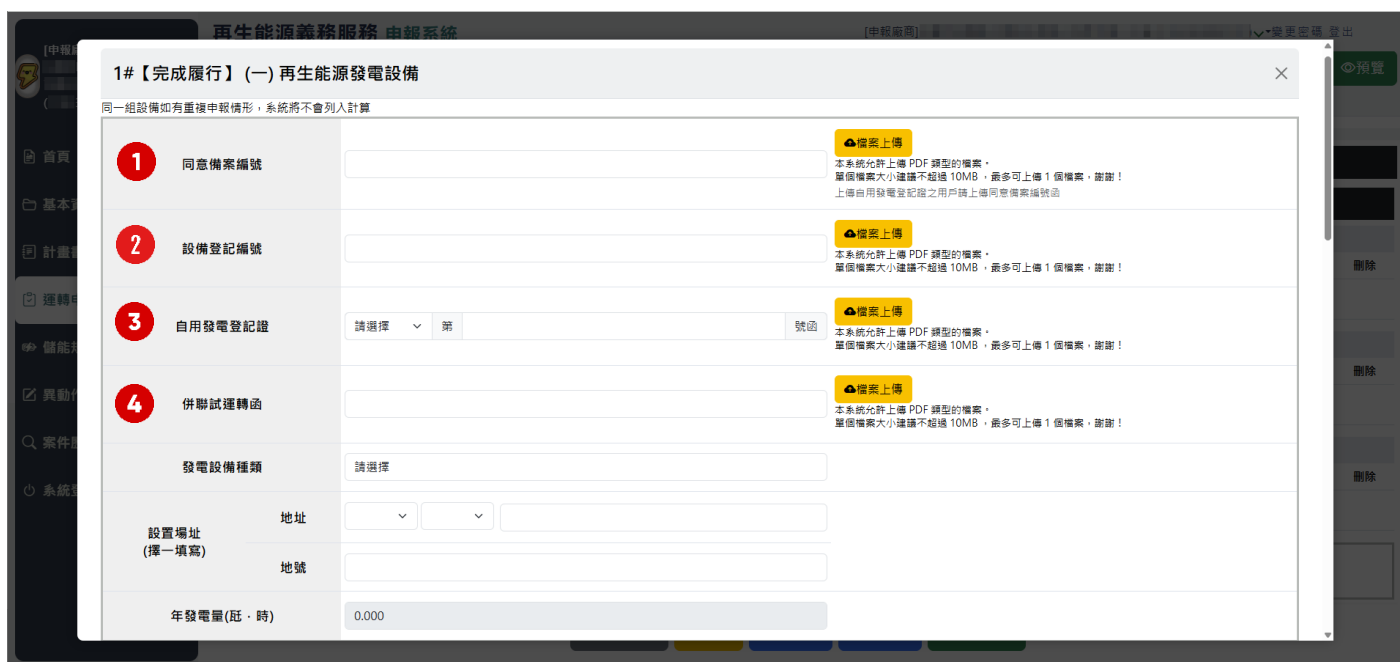 再生能源義務服務 申報系統
[申報廠商]
變更密碼 登出
預覽
首頁
運轉
儲能
系統
1#【完成履行】 (一) 再生能源發電設備
同一組設備如有重複申報情形，系統將不會列入計算
1 同意備案編號
檔案上傳
本系統允許上傳 PDF 類型的檔案。
單個檔案大小建議不超過 10MB ，最多可上傳 1 個檔案，謝謝！
上傳自用發電登記證之用戶請上傳同意備案編號函
2 設備登記編號
檔案上傳
本系統允許上傳 PDF 類型的檔案。
單個檔案大小建議不超過 10MB ，最多可上傳 1 個檔案，謝謝！
刪除
3 自用發電登記證 請選擇 第 號函
檔案上傳
本系統允許上傳 PDF 類型的檔案。
單個檔案大小建議不超過 10MB ，最多可上傳 1 個檔案，謝謝！
刪除
4 併聯試運轉函
檔案上傳
本系統允許上傳 PDF 類型的檔案。
單個檔案大小建議不超過 10MB ，最多可上傳 1 個檔案，謝謝！
發電設備種類 請選擇
刪除
設置場址
(擇一填寫)
地址
地號
年發電量(瓩．時) 0.000